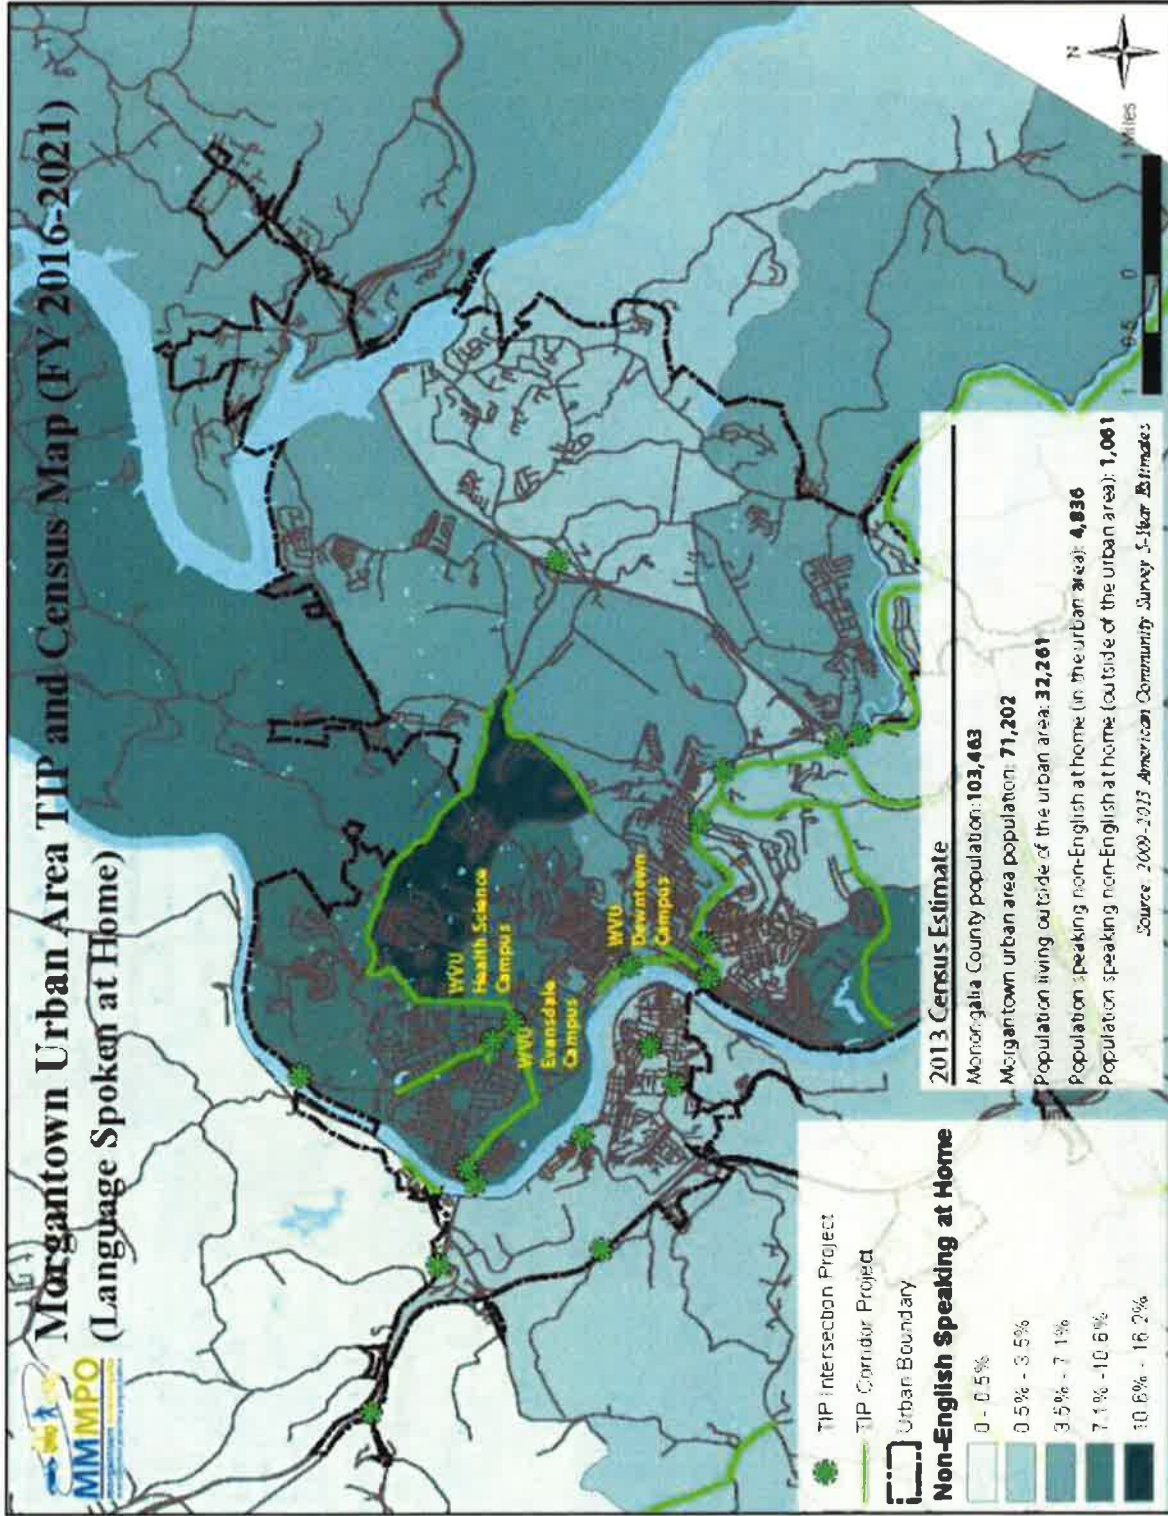 Morgantown Urban Area TIP and Census Map (FY 2016-2021)
(Language Spoken at Home)
MMMPO
WVU
Health Science
Campus
WVU
Evansdale
Campus
WVU
Downtown
Campus
TIP Intersection Project
TIP Corridor Project
Urban Boundary
Non-English Speaking at Home
0 - 0.5%
0.5% - 3.5%
3.5% - 7.1%
7.1% - 10.6%
10.6% - 16.2%
2013 Census Estimate
Monongalia County population: 103,463
Morgantown urban area population: 71,202
Population living outside of the urban area: 32,261
Population speaking non-English at home (in the urban area): 4,836
Population speaking non-English at home (outside of the urban area): 1,061
Source: 2009-2013 American Community Survey 5-Year Estimates
N
1 0.5 0 1 Miles